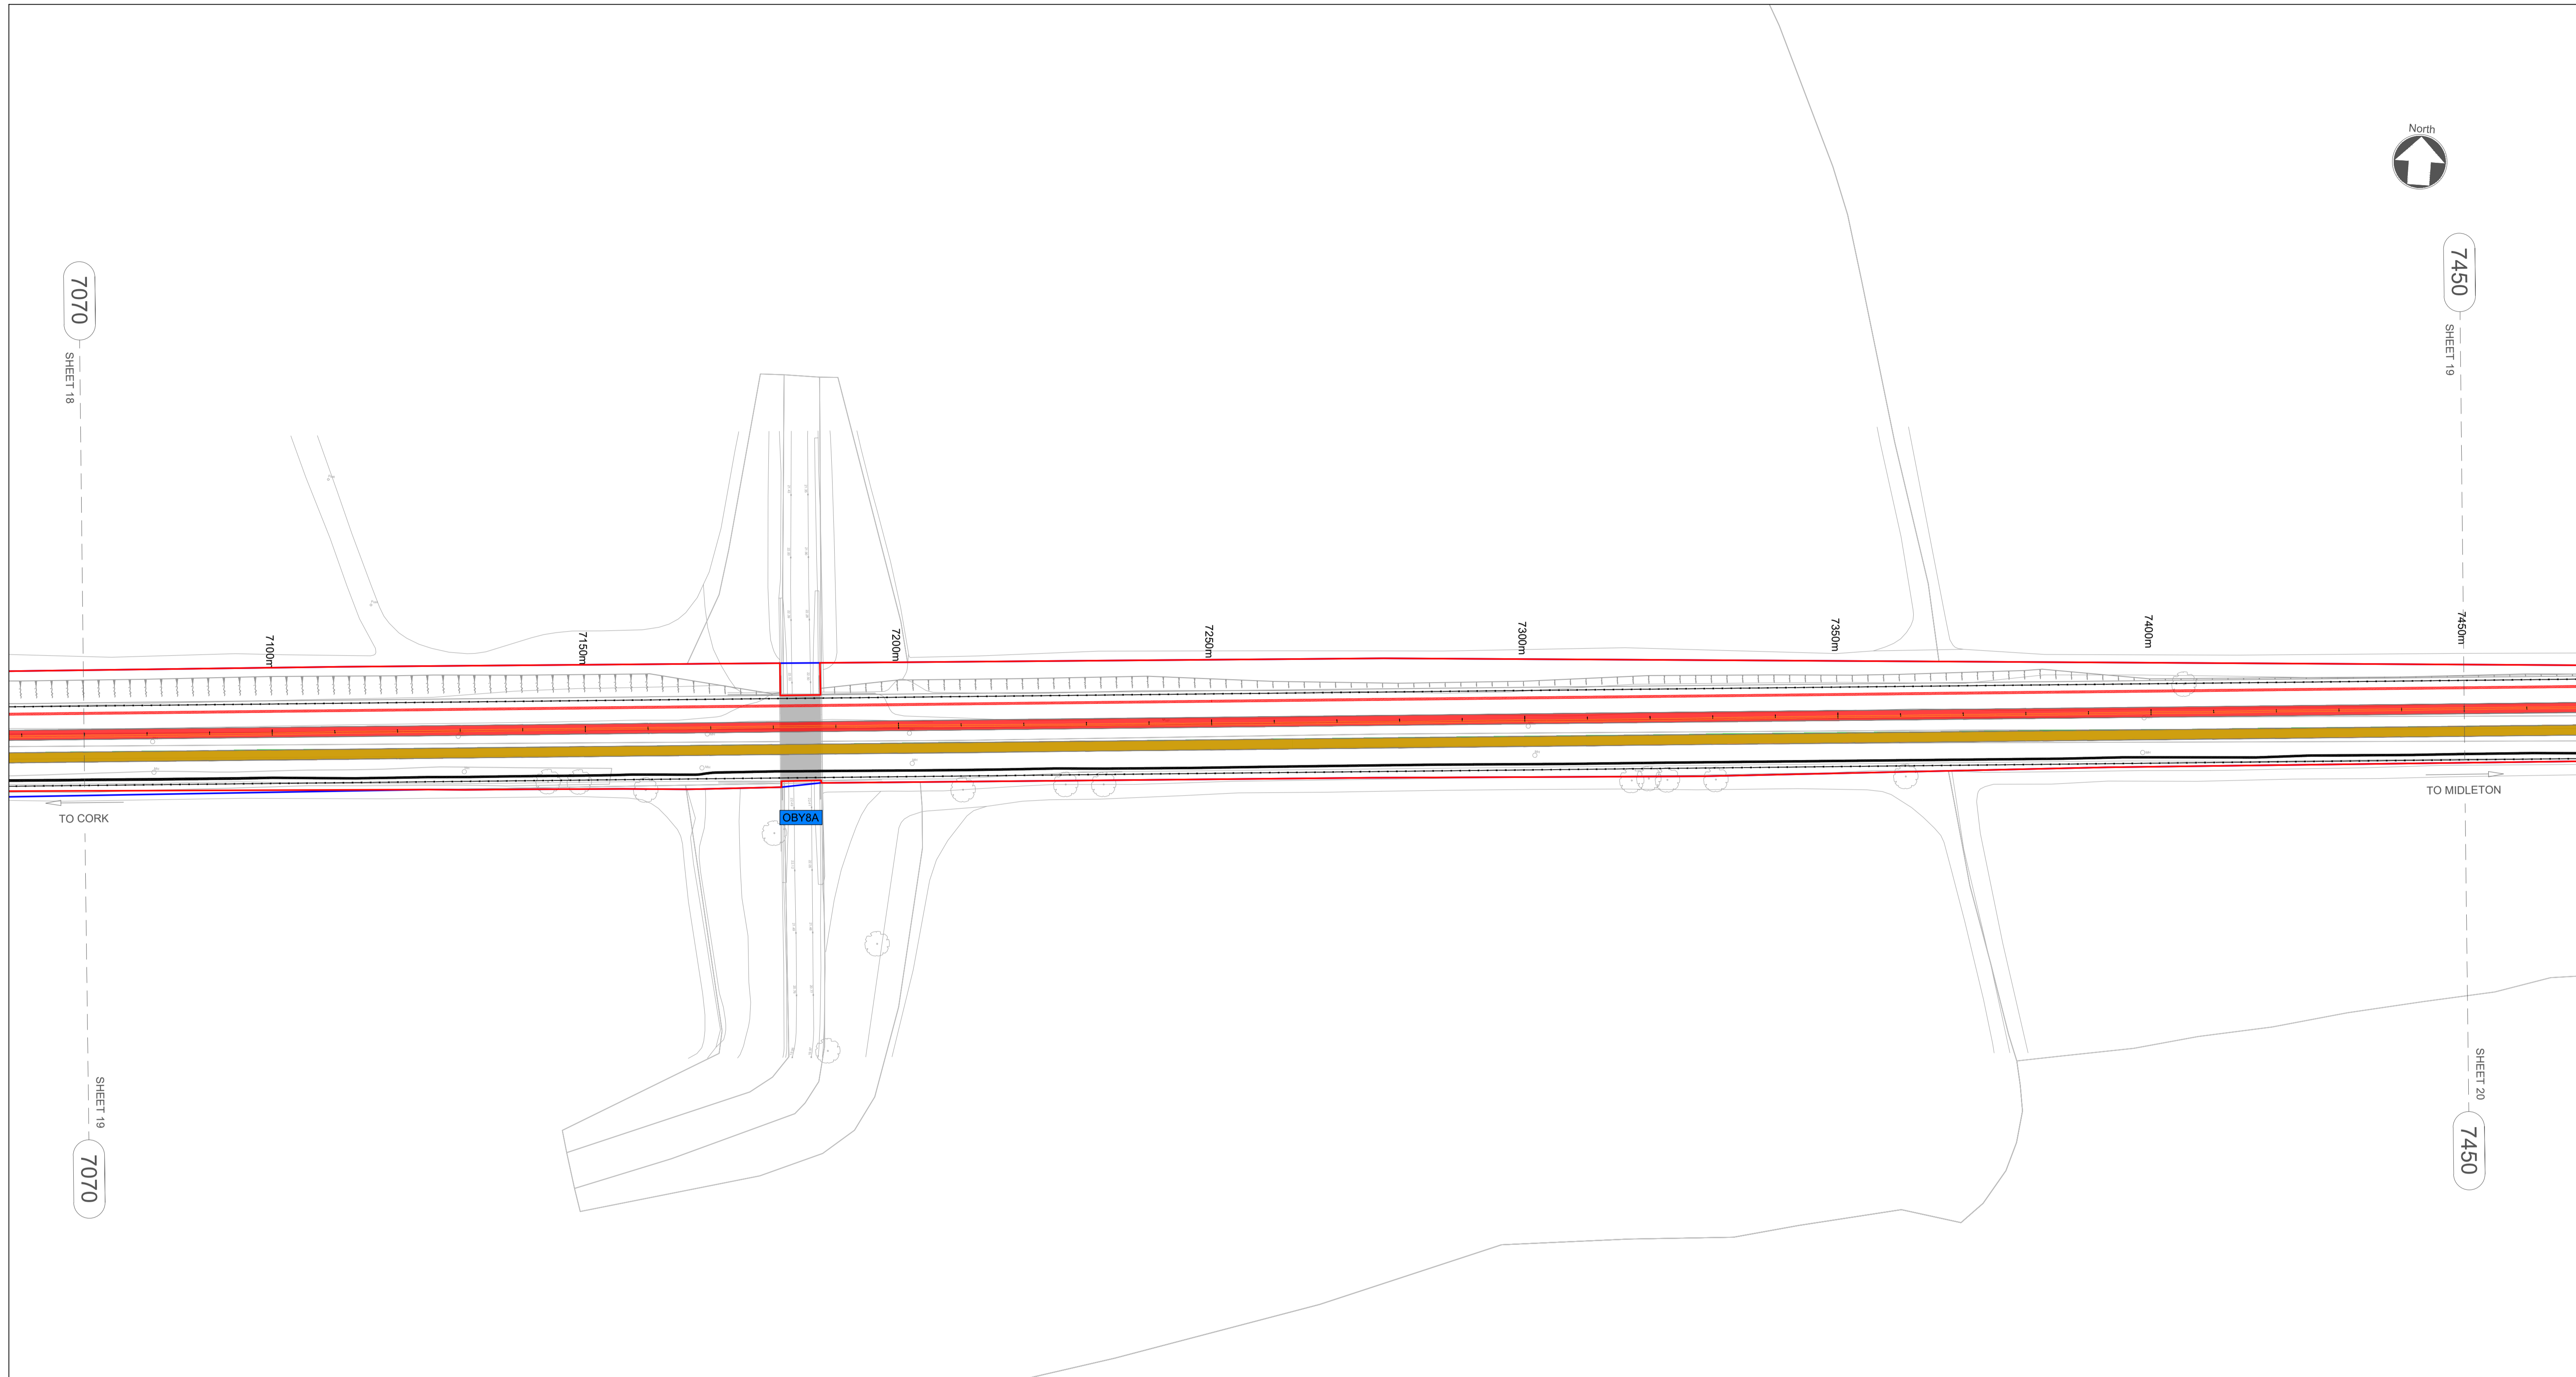 North
7070
SHEET 18
7450
SHEET 19
7100m
7150m
7200m
7250m
7300m
7350m
7400m
7450m
TO CORK
OBY8A
TO MIDLETON
SHEET 19
7070
SHEET 20
7450